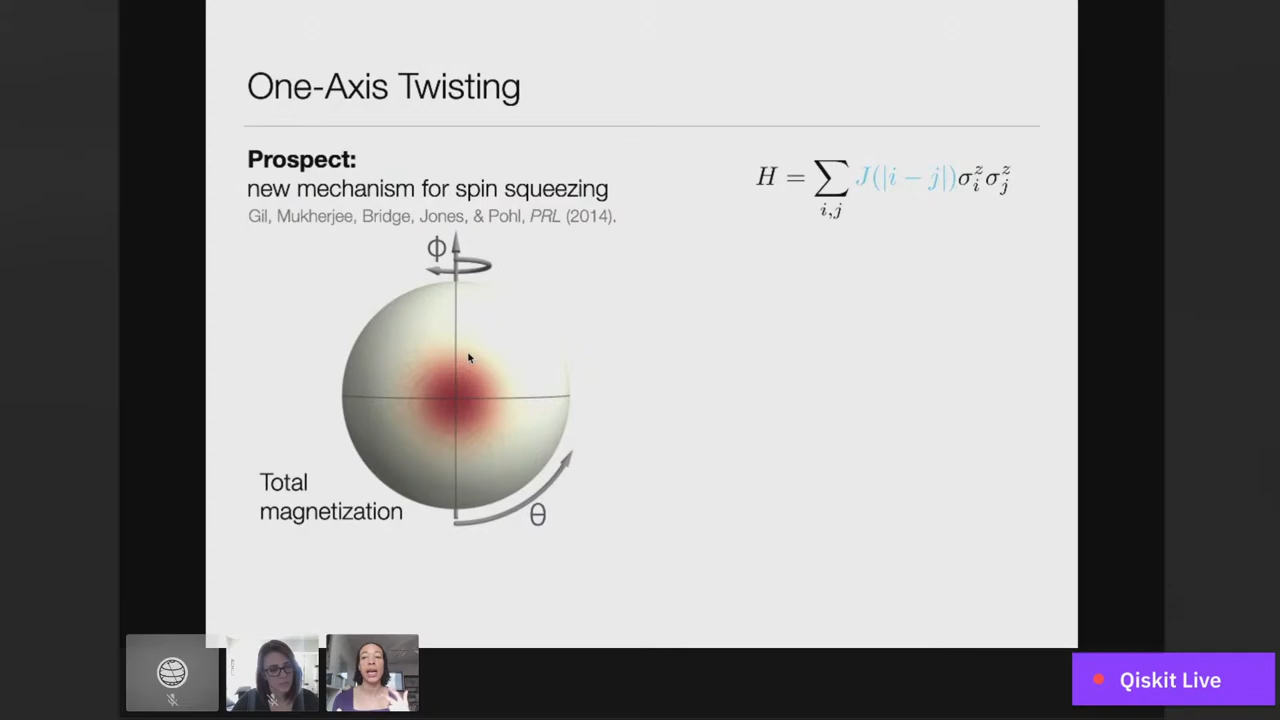 One-Axis Twisting
Prospect:
new mechanism for spin squeezing
Gil, Mukherjee, Bridge, Jones, & Pohl, PRL (2014).
H = ∑_{i,j} J(|i − j|)σ_i^z σ_j^z
ϕ
Total
magnetization
θ
Qiskit Live